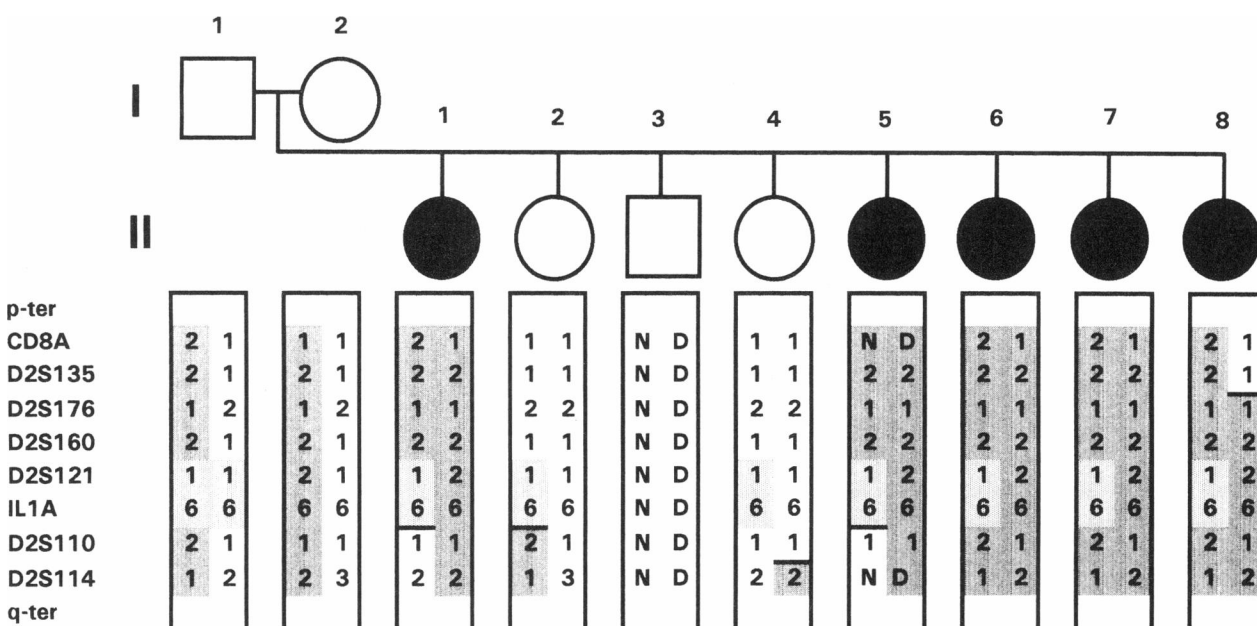 1 2
I
1 2 3 4 5 6 7 8
II
p-ter
CD8A 2 1 1 1 2 1 1 1 N D 1 1 N D 2 1 2 1 2 1
D2S135 2 1 2 1 2 2 1 1 N D 1 1 2 2 2 2 2 2 2 1
D2S176 1 2 1 2 1 1 2 2 N D 2 2 1 1 1 1 1 1 1 1
D2S160 2 1 2 1 2 2 1 1 N D 1 1 2 2 2 2 2 2 2 2
D2S121 1 1 2 1 1 2 1 1 N D 1 1 1 2 1 2 1 2 1 2
IL1A 6 6 6 6 6 6 6 6 N D 6 6 6 6 6 6 6 6 6 6
D2S110 2 1 1 1 1 1 2 1 N D 1 1 1 1 2 1 2 1 2 1
D2S114 1 2 2 3 2 2 1 3 N D 2 2 N D 1 2 1 2 1 2
q-ter